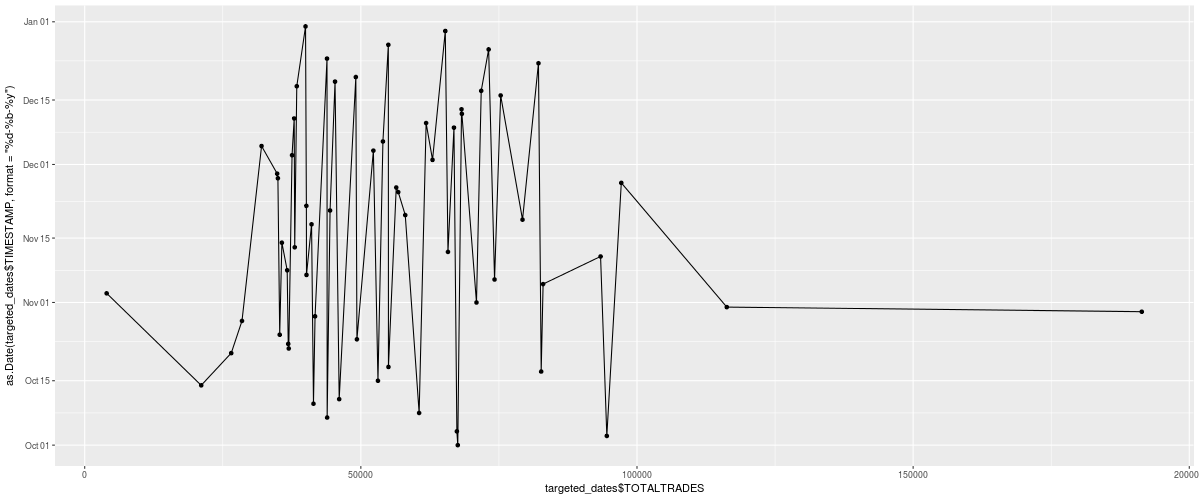 Jan 01
Dec 15
Dec 01
Nov 15
Nov 01
Oct 15
Oct 01
as.Date(targeted_dates$TIMESTAMP, format = "%d-%b-%y")
0 50000 100000 150000 20000
targeted_dates$TOTALTRADES